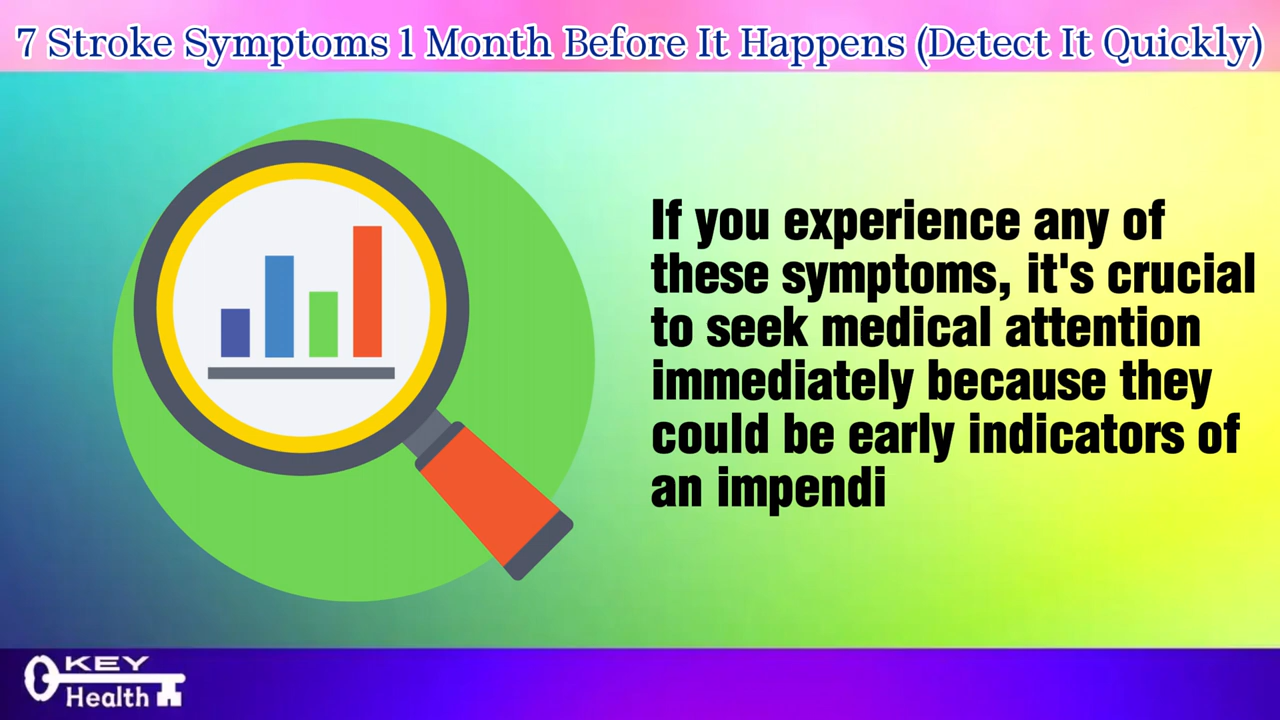 7 Stroke Symptoms 1 Month Before It Happens (Detect It Quickly)
If you experience any of
these symptoms, it's crucial
to seek medical attention
immediately because they
could be early indicators of
an impendi
KEY
Health